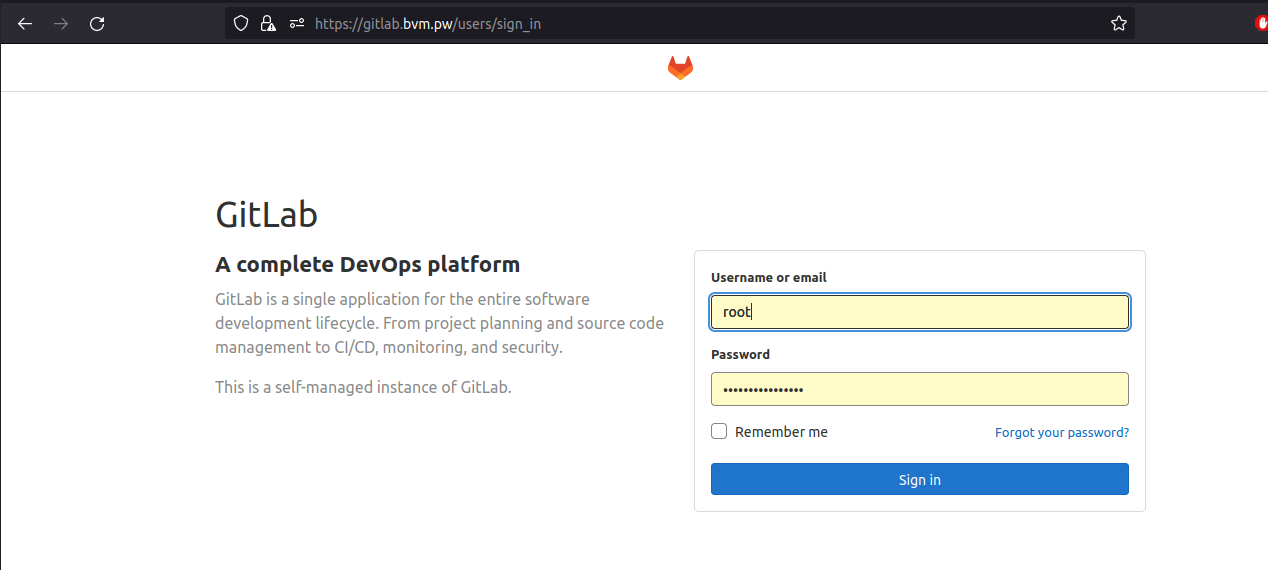 https://gitlab.bvm.pw/users/sign_in
GitLab
A complete DevOps platform
GitLab is a single application for the entire software
development lifecycle. From project planning and source code
management to CI/CD, monitoring, and security.
This is a self-managed instance of GitLab.
Username or email
root
Password
••••••••••••••••
Remember me
Forgot your password?
Sign in